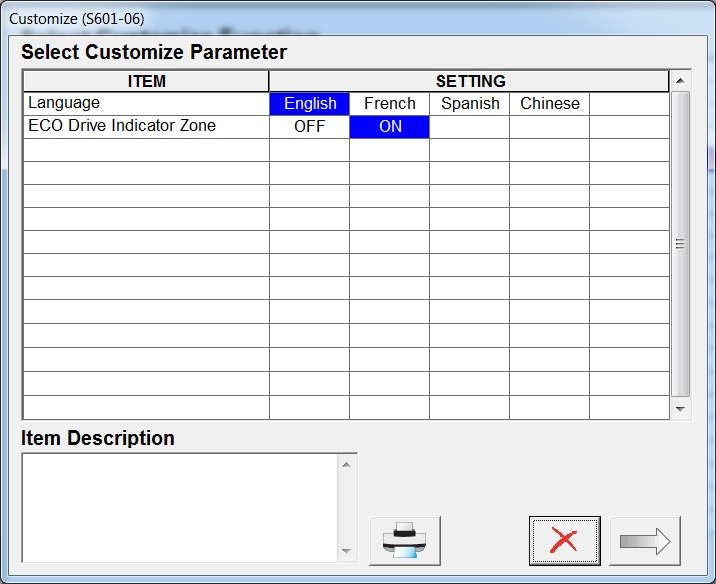 Customize (S601-06)
Select Customize Parameter
ITEM SETTING
Language English French Spanish Chinese
ECO Drive Indicator Zone OFF ON
Item Description